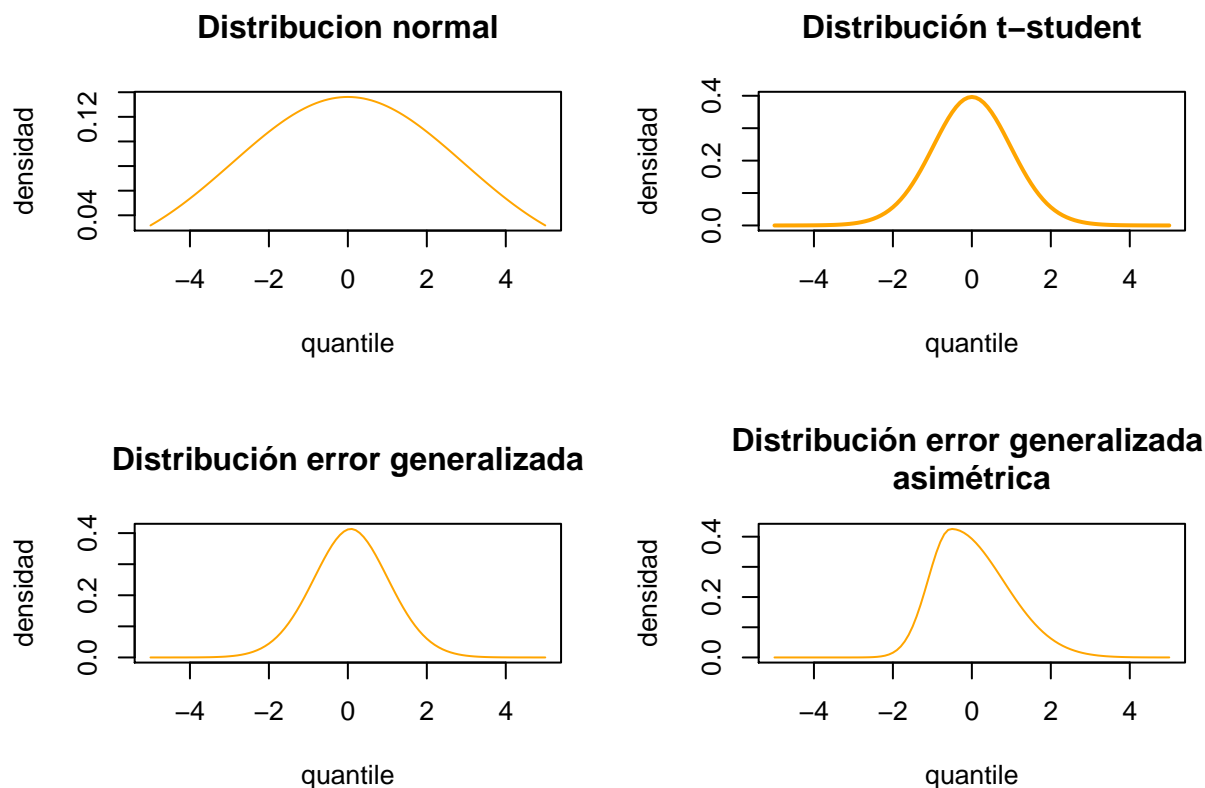 Distribucion normal
densidad
0.04
0.12
−4 −2 0 2 4
quantile
Distribución t−student
densidad
0.0 0.2 0.4
−4 −2 0 2 4
quantile
Distribución error generalizada
densidad
0.0 0.2 0.4
−4 −2 0 2 4
quantile
Distribución error generalizada
asimétrica
densidad
0.0 0.2 0.4
−4 −2 0 2 4
quantile